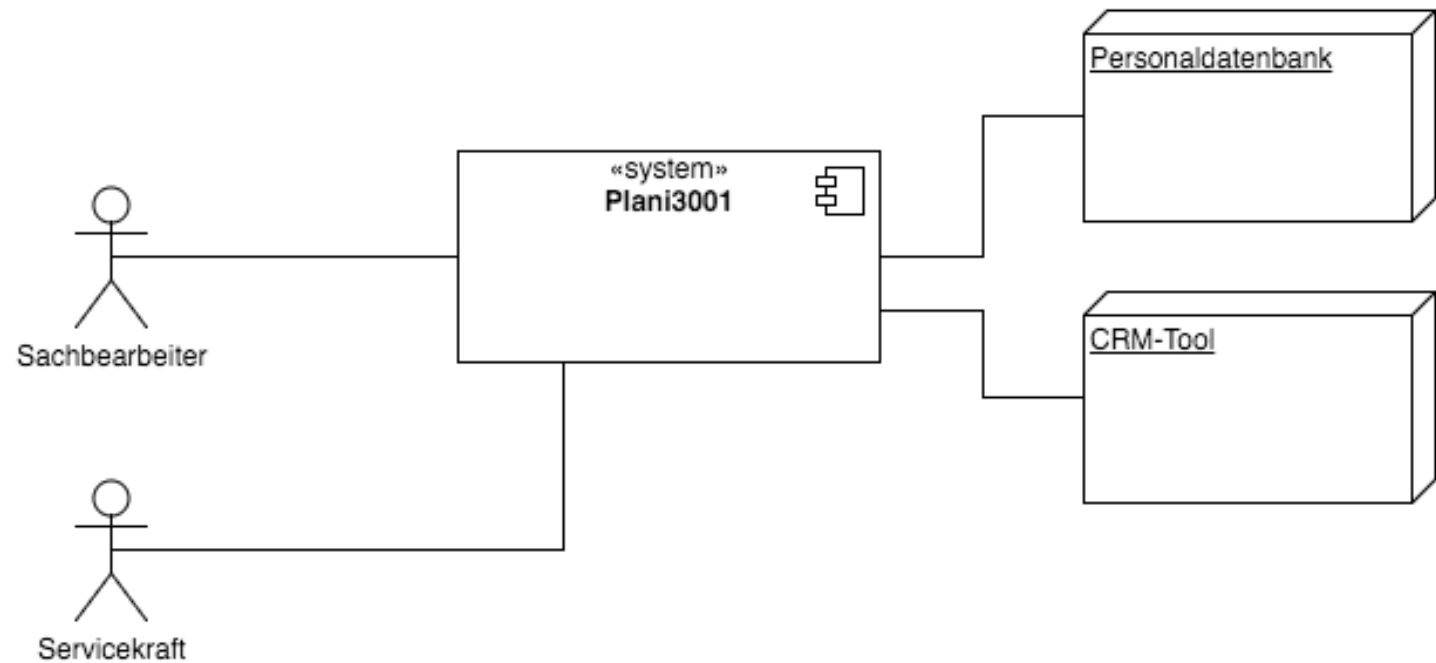 Personaldatenbank
«system»
Plani3001
CRM-Tool
Sachbearbeiter
Servicekraft